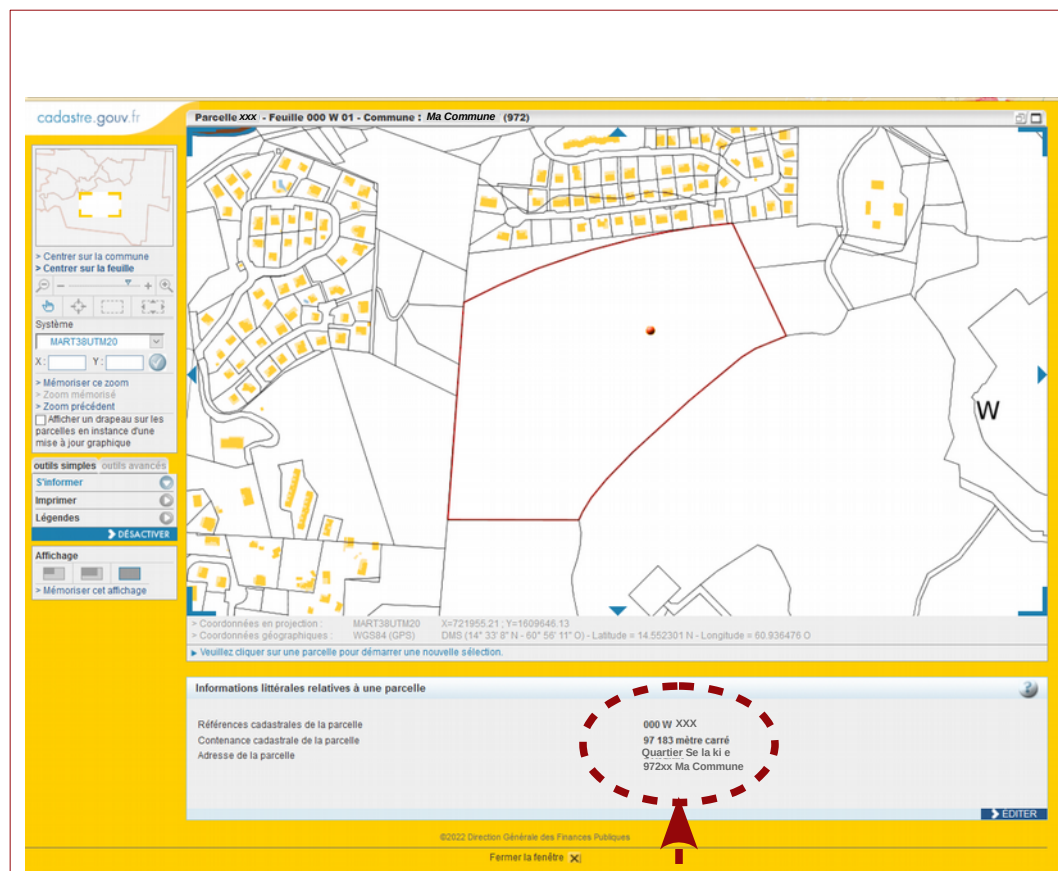 cadastre.gouv.fr
Parcelle xxx - Feuille 000 W 01 - Commune : Ma Commune (972)
> Centrer sur la commune
> Centrer sur la feuille
Système
MART38UTM20
X : Y :
> Mémoriser ce zoom
> Zoom mémorisé
> Zoom précédent
Afficher un drapeau sur les
parcelles en instance d'une
mise à jour graphique
outils simples outils avancés
S'informer
Imprimer
Légendes
DÉSACTIVER
Affichage
> Mémoriser cet affichage
W
> Coordonnées en projection : MART38UTM20 X=721955.21 ; Y=1609646.13
> Coordonnées géographiques : WGS84 (GPS) DMS (14° 33' 8" N - 60° 56' 11" O) - Latitude = 14.552301 N - Longitude = 60.936476 O
Veuillez cliquer sur une parcelle pour démarrer une nouvelle sélection.
Informations littérales relatives à une parcelle
Références cadastrales de la parcelle 000 W XXX
Contenance cadastrale de la parcelle 97 183 mètre carré
Adresse de la parcelle Quartier Se la ki e
972xx Ma Commune
ÉDITER
©2022 Direction Générale des Finances Publiques
Fermer la fenêtre